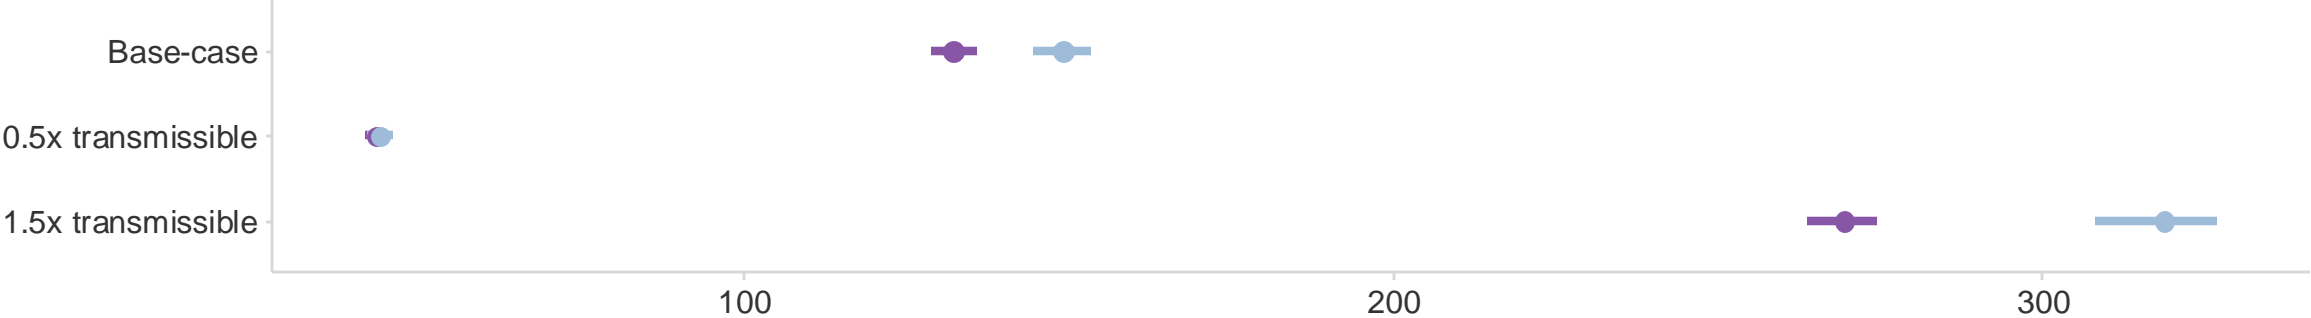 Base-case
0.5x transmissible
1.5x transmissible
100 200 300